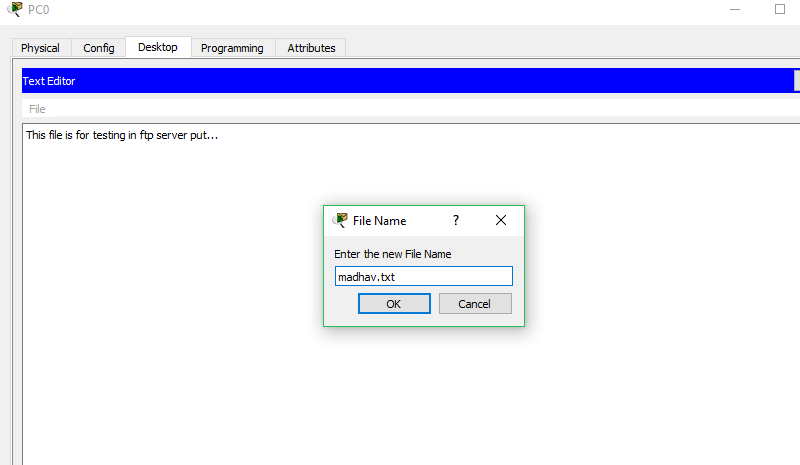 PC0
Physical Config Desktop Programming Attributes
Text Editor
File
This file is for testing in ftp server put...
File Name ?
Enter the new File Name
madhav.txt
OK Cancel